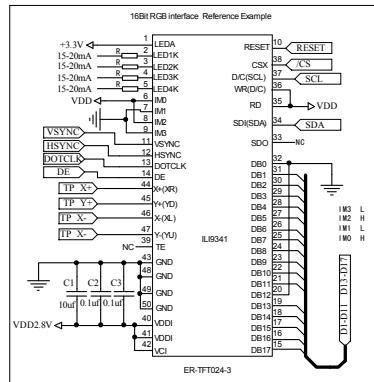 16Bit RGB interface Reference Example
+3.3V 1 LEDA
15-20mA R 2 LED1K
15-20mA R 3 LED2K
15-20mA R 4 LED3K
15-20mA R 5 LED4K
VDD 6 IM0
7 IM1
8 IM2
9 IM3
VSYNC 11 VSYNC
HSYNC 12 HSYNC
DOTCLK 13 DOTCLK
DE 14 DE
TP X+ 44 X+(XR)
TP Y+ 45 Y+(YD)
TP X- 46 X-(XL)
TP X- 47 Y-(YU)
NC 39 TE
43 GND
48 GND
49 GND
50 GND
C1 C2 C3
10uf 0.1uf 0.1uf
VDD2.8V
40 VDDI
41 VDDI
42 VCI
ILI9341
RESET 10 RESET
CSX 38 /CS
D/C(SCL) 37 SCL
WR(D/C) 36
RD 35 VDD
SDI(SDA) 34 SDA
SDO 33 NC
DB0 32
DB1 31
DB2 30
DB3 29
DB4 28
DB5 27
DB6 26
DB7 25
DB8 24
DB9 23
DB10 22
DB11 21
DB12 20
DB13 19
DB14 18
DB15 17
DB16 16
DB17 15
IM3 L
IM2 H
IM1 L
IM0 H
D1-D11 D13-D17
ER-TFT024-3